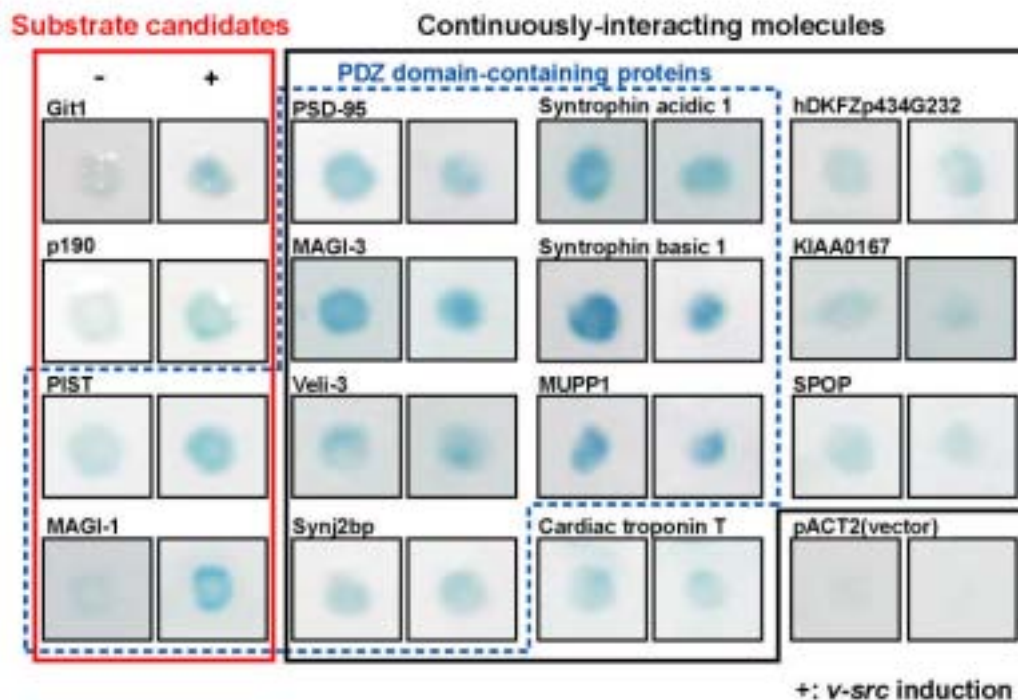 Substrate candidates Continuously-interacting molecules
- + PDZ domain-containing proteins
Git1 PSD-95 Syntrophin acidic 1 hDKFZp434G232
p190 MAGI-3 Syntrophin basic 1 KIAA0167
PIST Veli-3 MUPP1 SPOP
MAGI-1 Synj2bp Cardiac troponin T pACT2(vector)
+: v-src induction